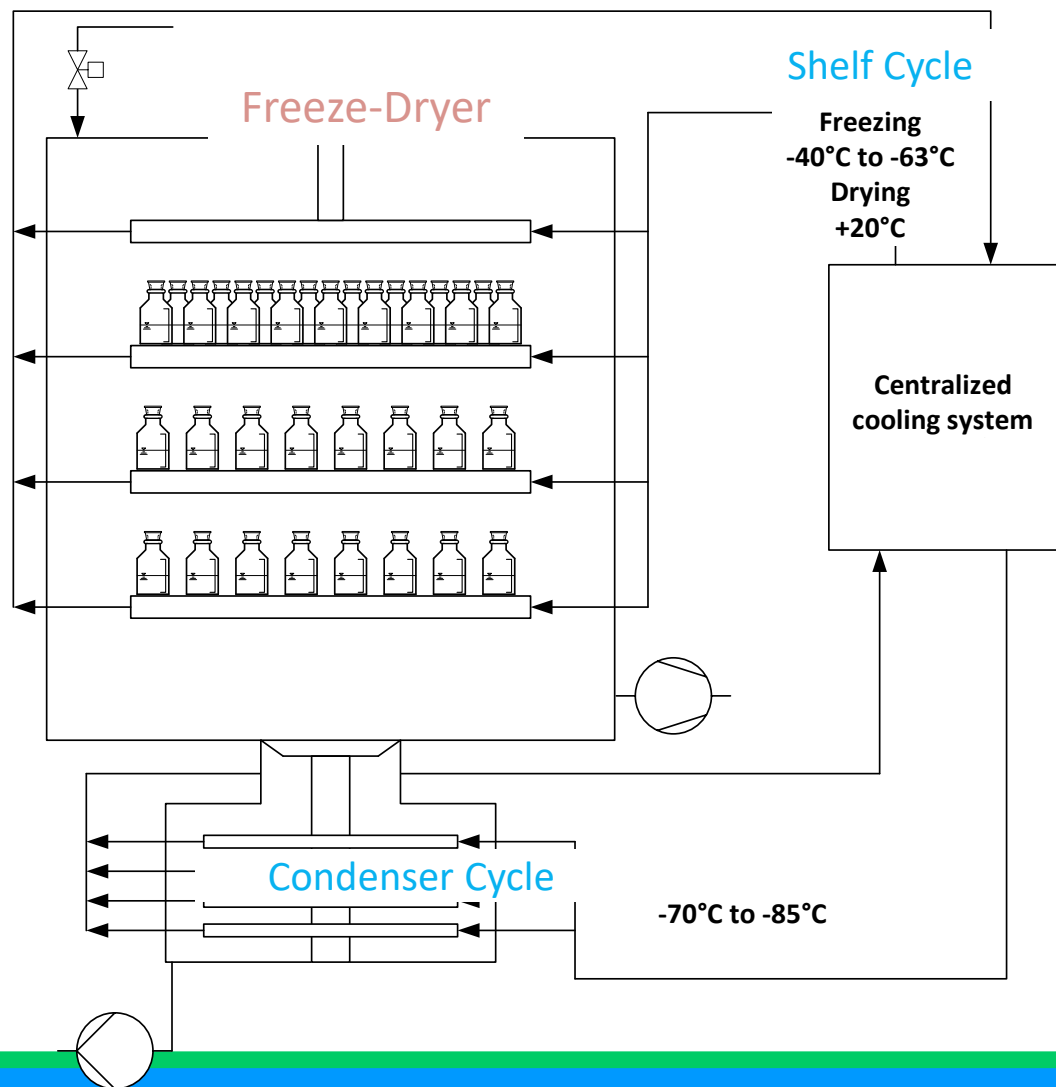 Shelf Cycle
Freeze-Dryer
Freezing
-40°C to -63°C
Drying
+20°C
Centralized
cooling system
Condenser Cycle
-70°C to -85°C